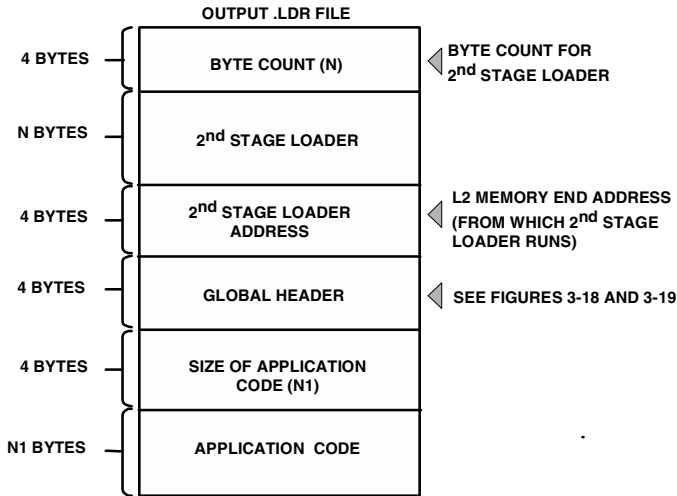 OUTPUT .LDR FILE
4 BYTES
BYTE COUNT (N)
BYTE COUNT FOR
2nd STAGE LOADER
N BYTES
2nd STAGE LOADER
4 BYTES
2nd STAGE LOADER
ADDRESS
L2 MEMORY END ADDRESS
(FROM WHICH 2nd STAGE
LOADER RUNS)
4 BYTES
GLOBAL HEADER
SEE FIGURES 3-18 AND 3-19
4 BYTES
SIZE OF APPLICATION
CODE (N1)
N1 BYTES
APPLICATION CODE